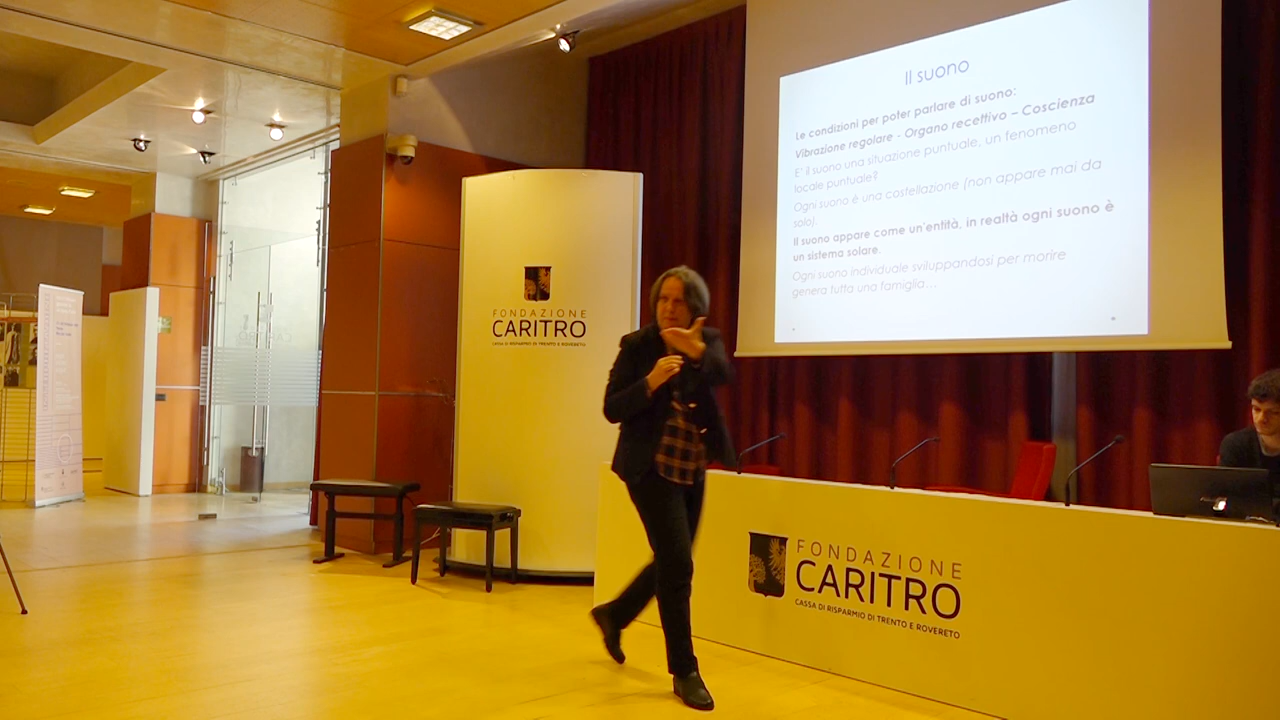 Il suono
Le condizioni per poter parlare di suono:
Vibrazione regolare - Organo recettivo – Coscienza
E' il suono una situazione puntuale, un fenomeno
locale puntuale?
Ogni suono è una costellazione (non appare mai da
solo).
Il suono appare come un'entità, in realtà ogni suono è
un sistema solare.
Ogni suono individuale sviluppandosi per morire
genera tutta una famiglia…
FONDAZIONE
CARITRO
CASSA DI RISPARMIO DI TRENTO E ROVERETO
FONDAZIONE
CARITRO
CASSA DI RISPARMIO DI TRENTO E ROVERETO